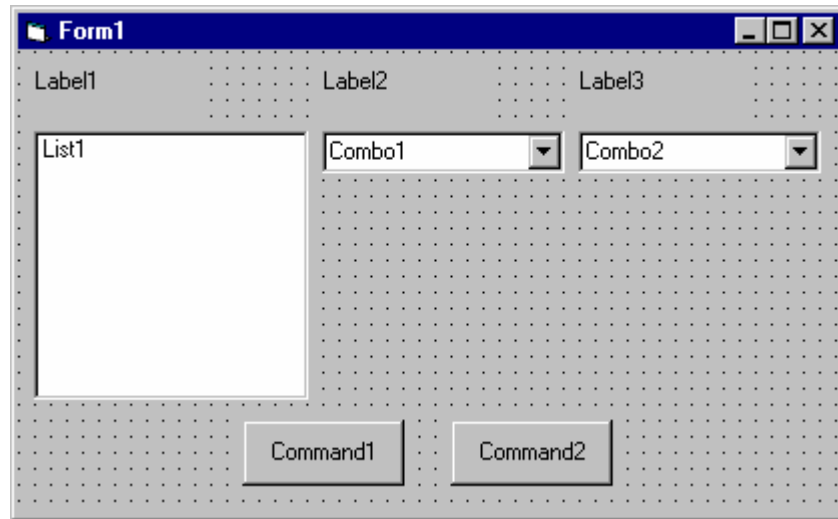 Form1
Label1 Label2 Label3
List1 Combo1 Combo2
Command1 Command2